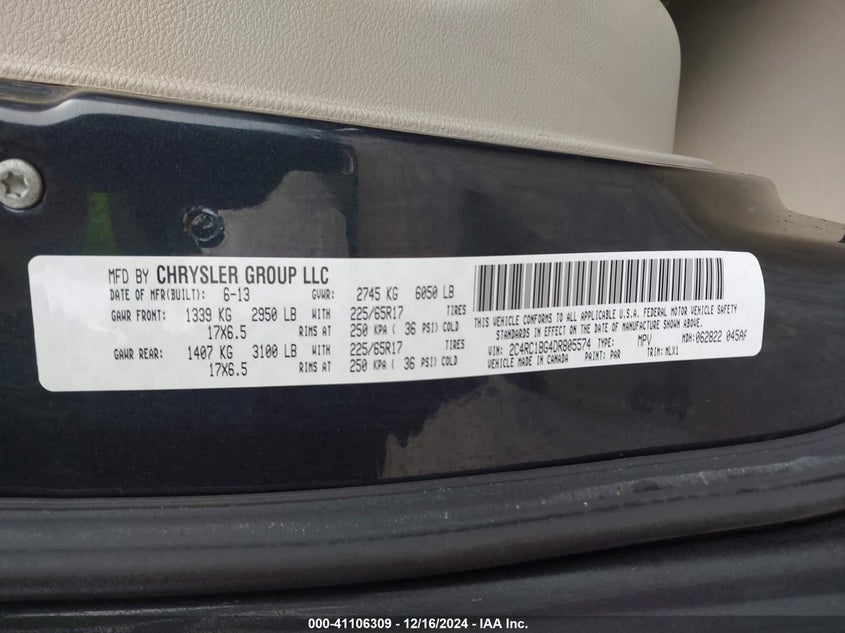 MFD BY CHRYSLER GROUP LLC
DATE OF MFR(BUILT): 6-13 GVWR: 2745 KG 6050 LB
GAWR FRONT: 1339 KG 2950 LB WITH 225/65R17 TIRES
17X6.5 RIMS AT 250 KPA ( 36 PSI) COLD
GAWR REAR: 1407 KG 3100 LB WITH 225/65R17 TIRES
17X6.5 RIMS AT 250 KPA ( 36 PSI) COLD
THIS VEHICLE CONFORMS TO ALL APPLICABLE U.S.A. FEDERAL MOTOR VEHICLE SAFETY
STANDARDS IN EFFECT ON THE DATE OF MANUFACTURE SHOWN ABOVE.
VIN: 2C4RC1BG4DR805574 TYPE: MPV MDH:062822 045AF
VEHICLE MADE IN CANADA PAINT: PAR TRIM: MLX1
000-41106309 - 12/16/2024 - IAA Inc.